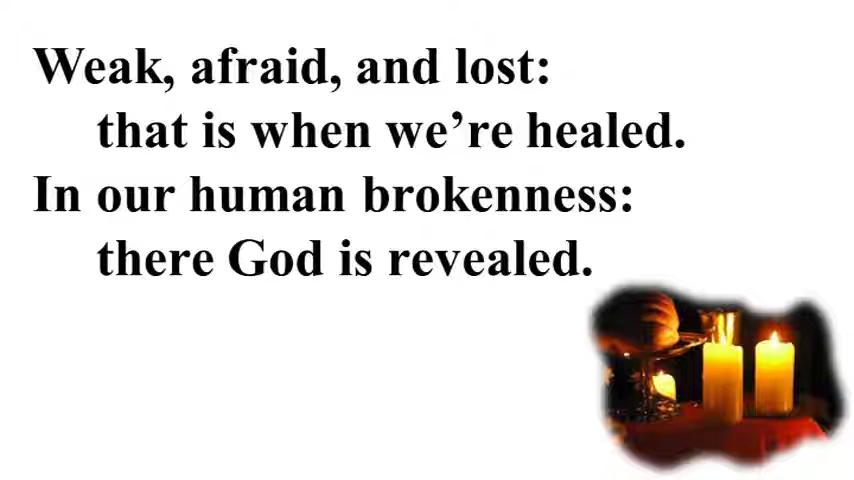 Weak, afraid, and lost:
that is when we’re healed.
In our human brokenness:
there God is revealed.